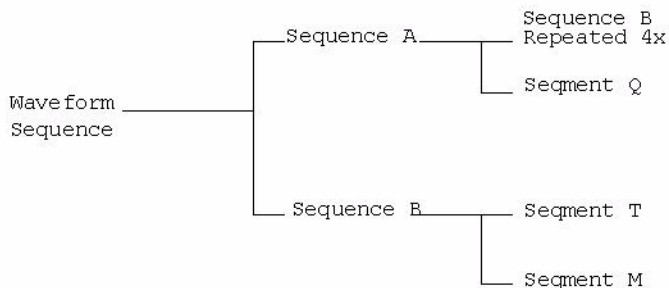 Sequence B
Sequence A Repeated 4x
Seqment Q
Waveform
Sequence
Sequence B Seqment T
Seqment M